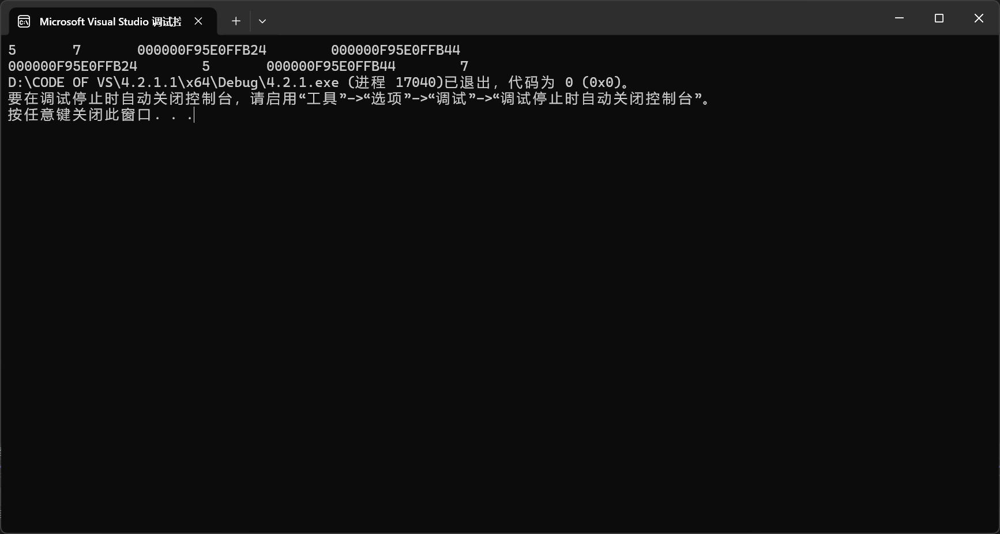 Microsoft Visual Studio 调试控
5 7 000000F95E0FFB24 000000F95E0FFB44
000000F95E0FFB24 5 000000F95E0FFB44 7
D:\CODE OF VS\4.2.1.1\x64\Debug\4.2.1.exe (进程 17040)已退出，代码为 0 (0x0)。
要在调试停止时自动关闭控制台，请启用“工具”->“选项”->“调试”->“调试停止时自动关闭控制台”。
按任意键关闭此窗口. . .